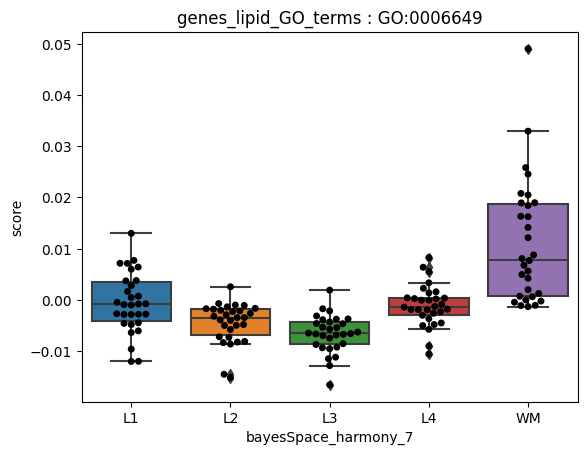 genes_lipid_GO_terms : GO:0006649
0.05
0.04
0.03
0.02
0.01
0.00
−0.01
score
L1 L2 L3 L4 WM
bayesSpace_harmony_7